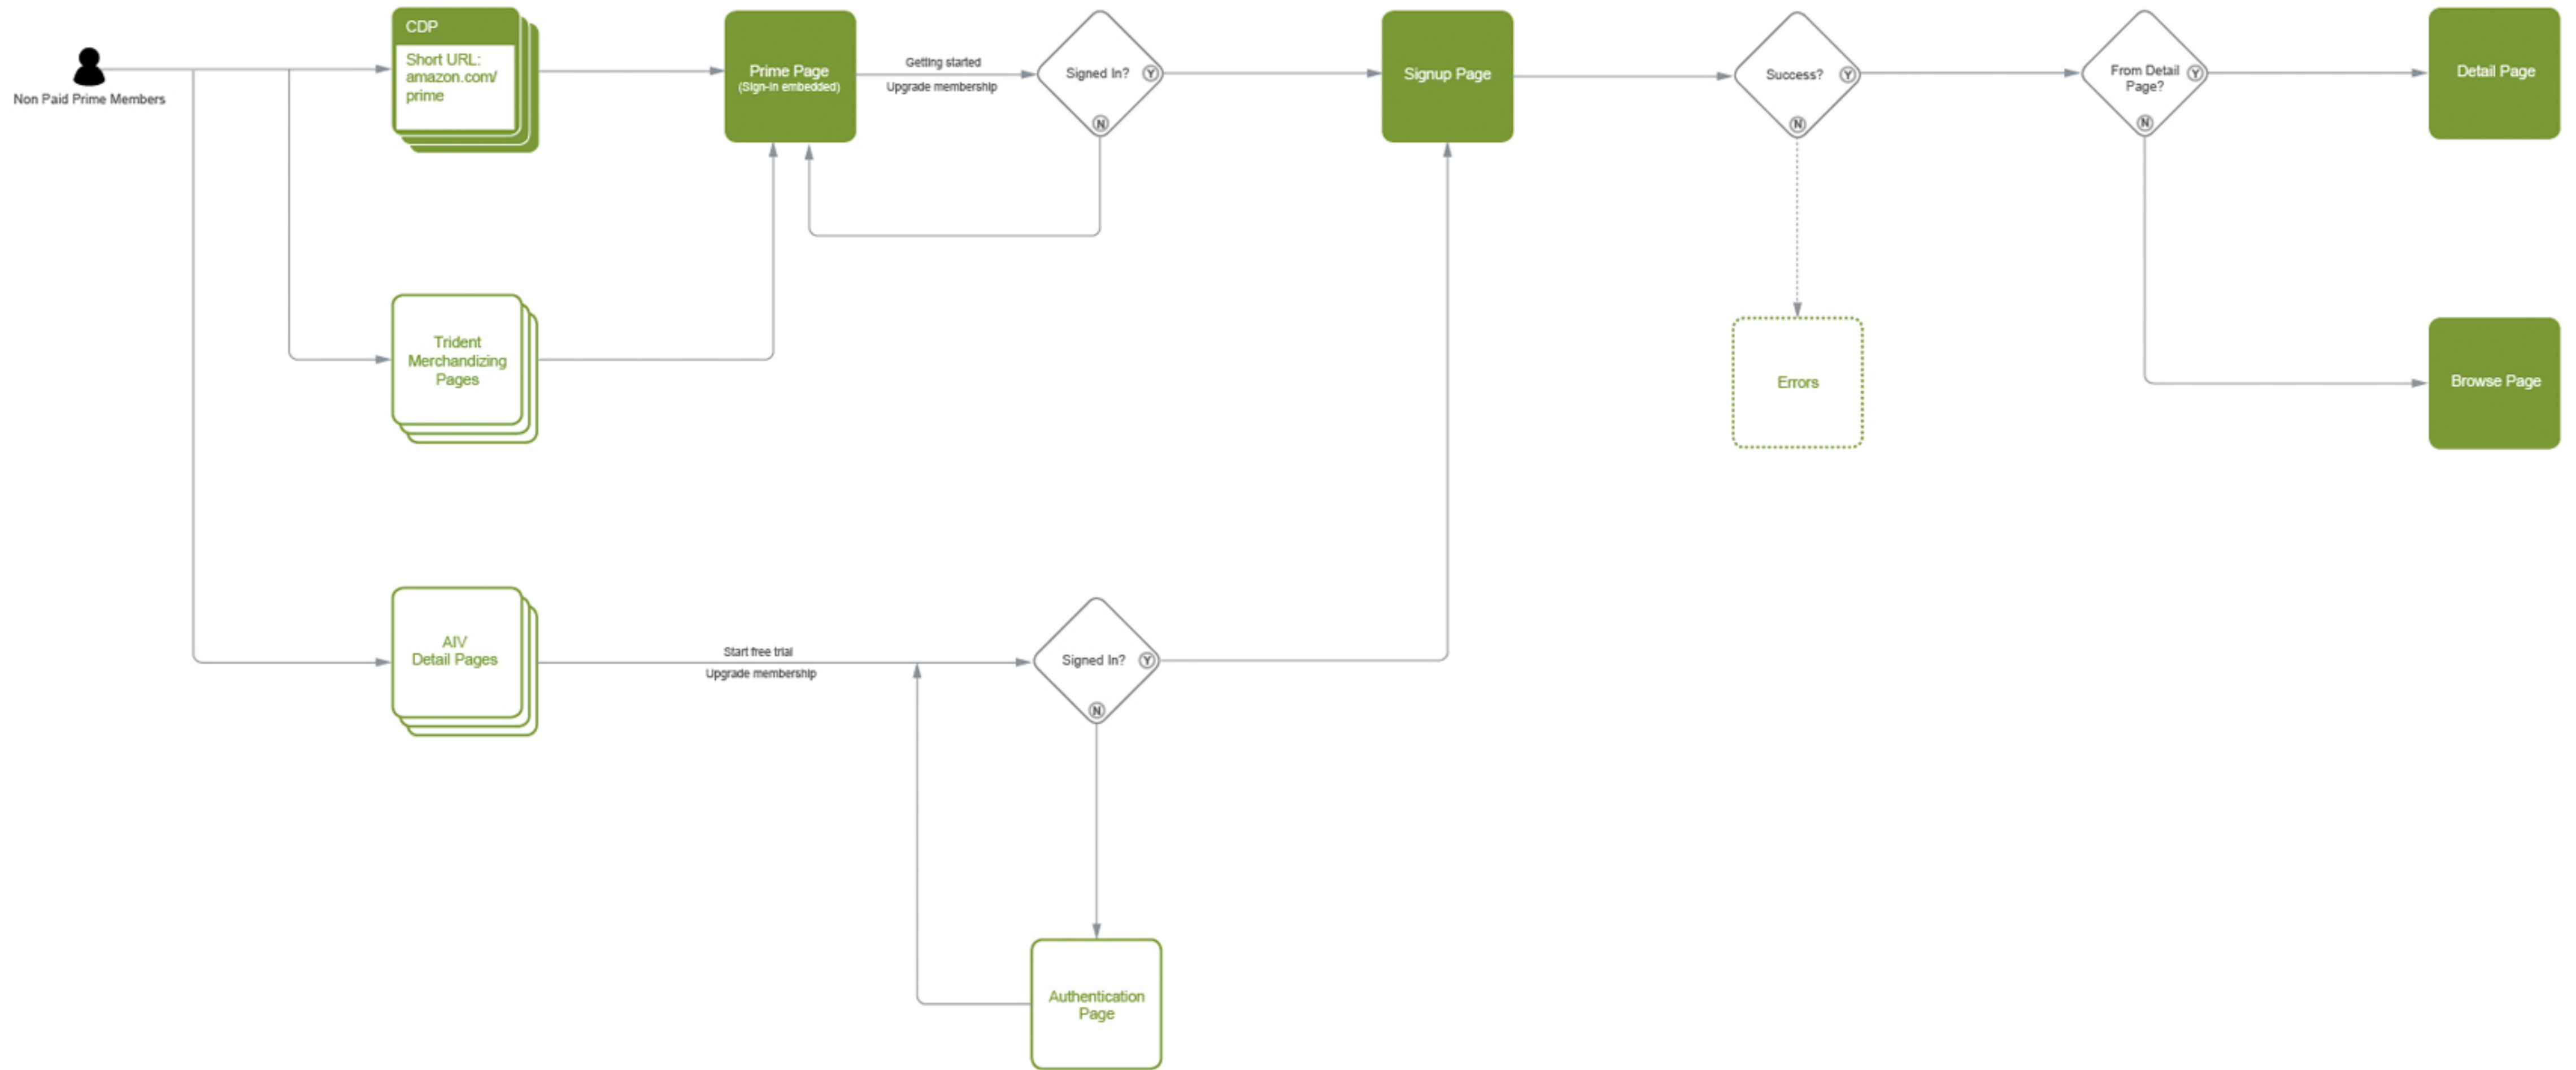 Non Paid Prime Members
CDP
Short URL:
amazon.com/
prime
Prime Page
(Sign-in embedded)
Getting started
Upgrade membership
Signed In?
Y
N
Signup Page
Success?
Y
N
From Detail
Page?
Y
N
Detail Page
Trident
Merchandizing
Pages
Errors
Browse Page
AIV
Detail Pages
Start free trial
Upgrade membership
Signed In?
Y
N
Authentication
Page